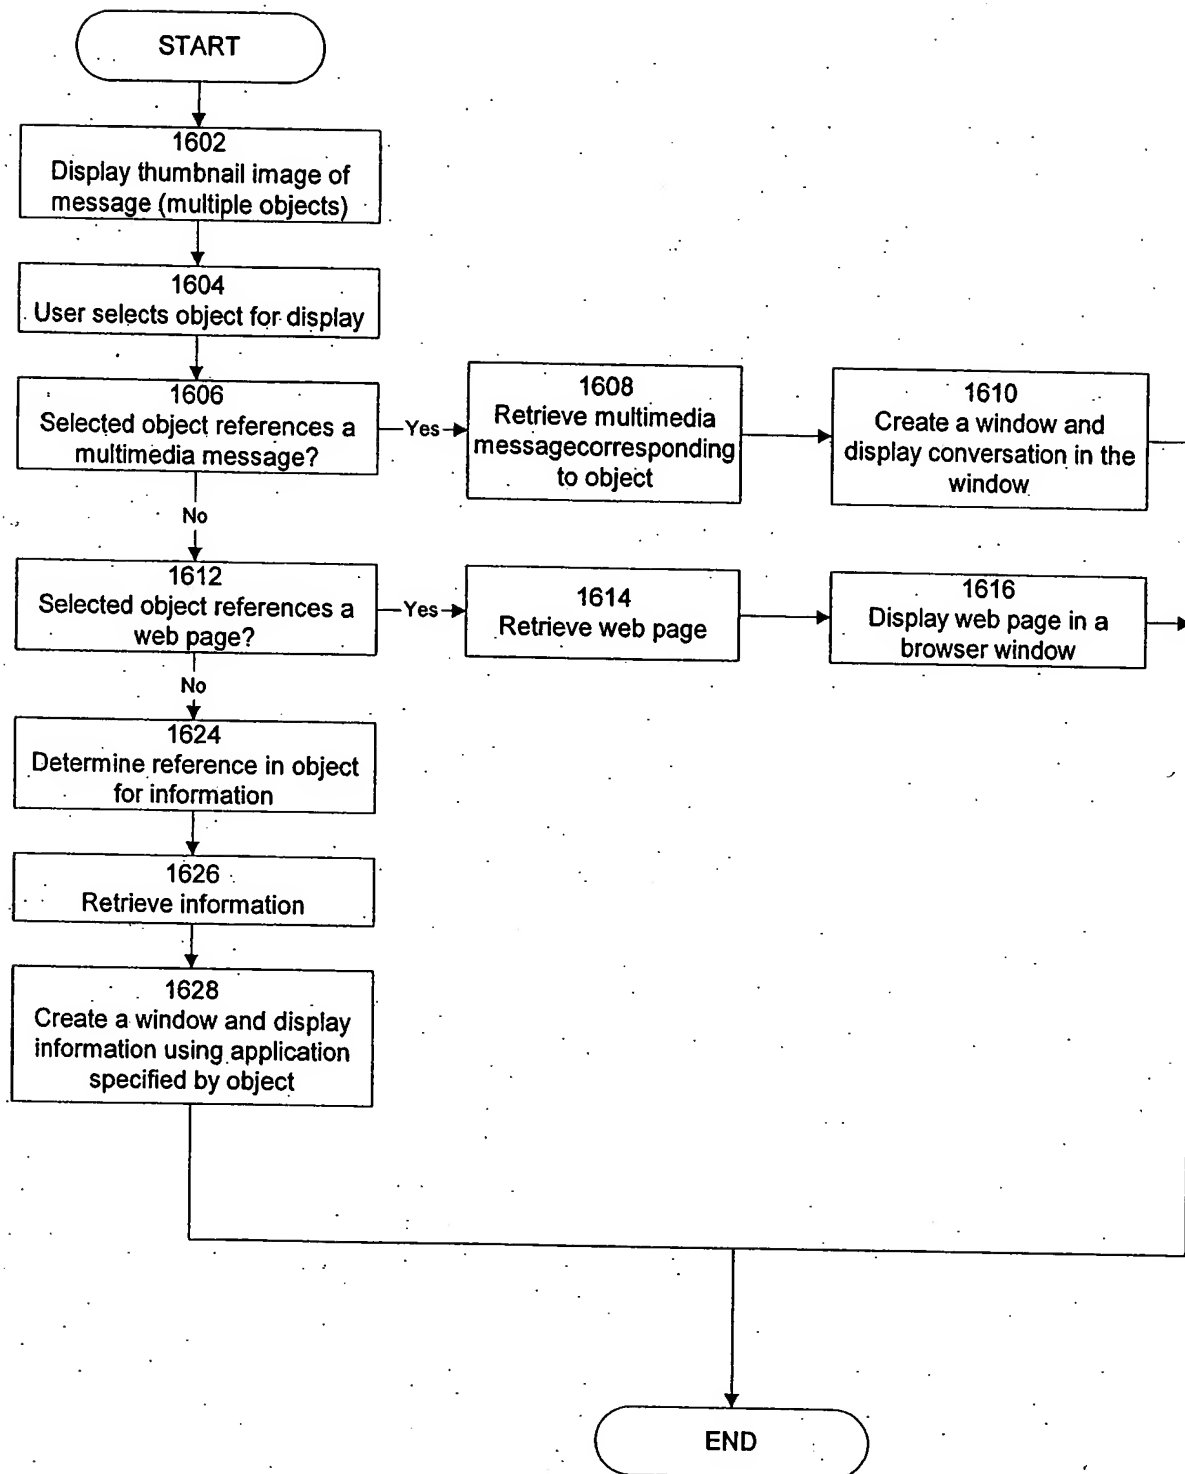 START
1602
Display thumbnail image of
message (multiple objects)
1604
User selects object for display
1606
Selected object references a
multimedia message?
Yes
1608
Retrieve multimedia
messagecorresponding
to object
1610
Create a window and
display conversation in the
window
No
1612
Selected object references a
web page?
Yes
1614
Retrieve web page
1616
Display web page in a
browser window
No
1624
Determine reference in object
for information
1626
Retrieve information
1628
Create a window and display
information using application
specified by object
END